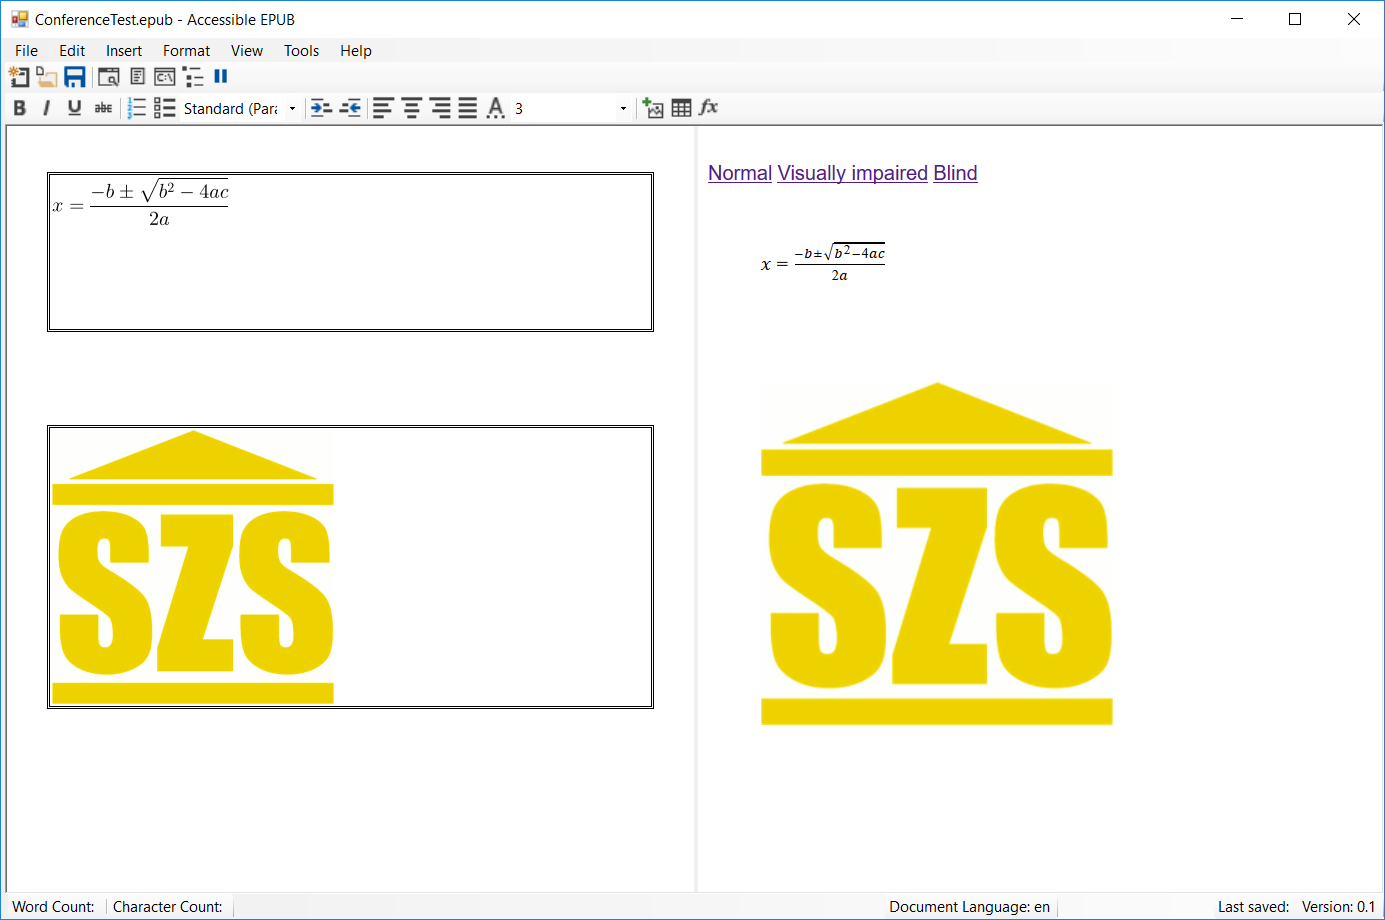 ConferenceTest.epub - Accessible EPUB
File Edit Insert Format View Tools Help
B I U abc Standard (Para 3 fx
x = \frac{-b ± \sqrt{b^2 - 4ac}}{2a}
SZS
Normal Visually impaired Blind
x = \frac{-b±\sqrt{b^2-4ac}}{2a}
SZS
Word Count: Character Count: Document Language: en Last saved: Version: 0.1